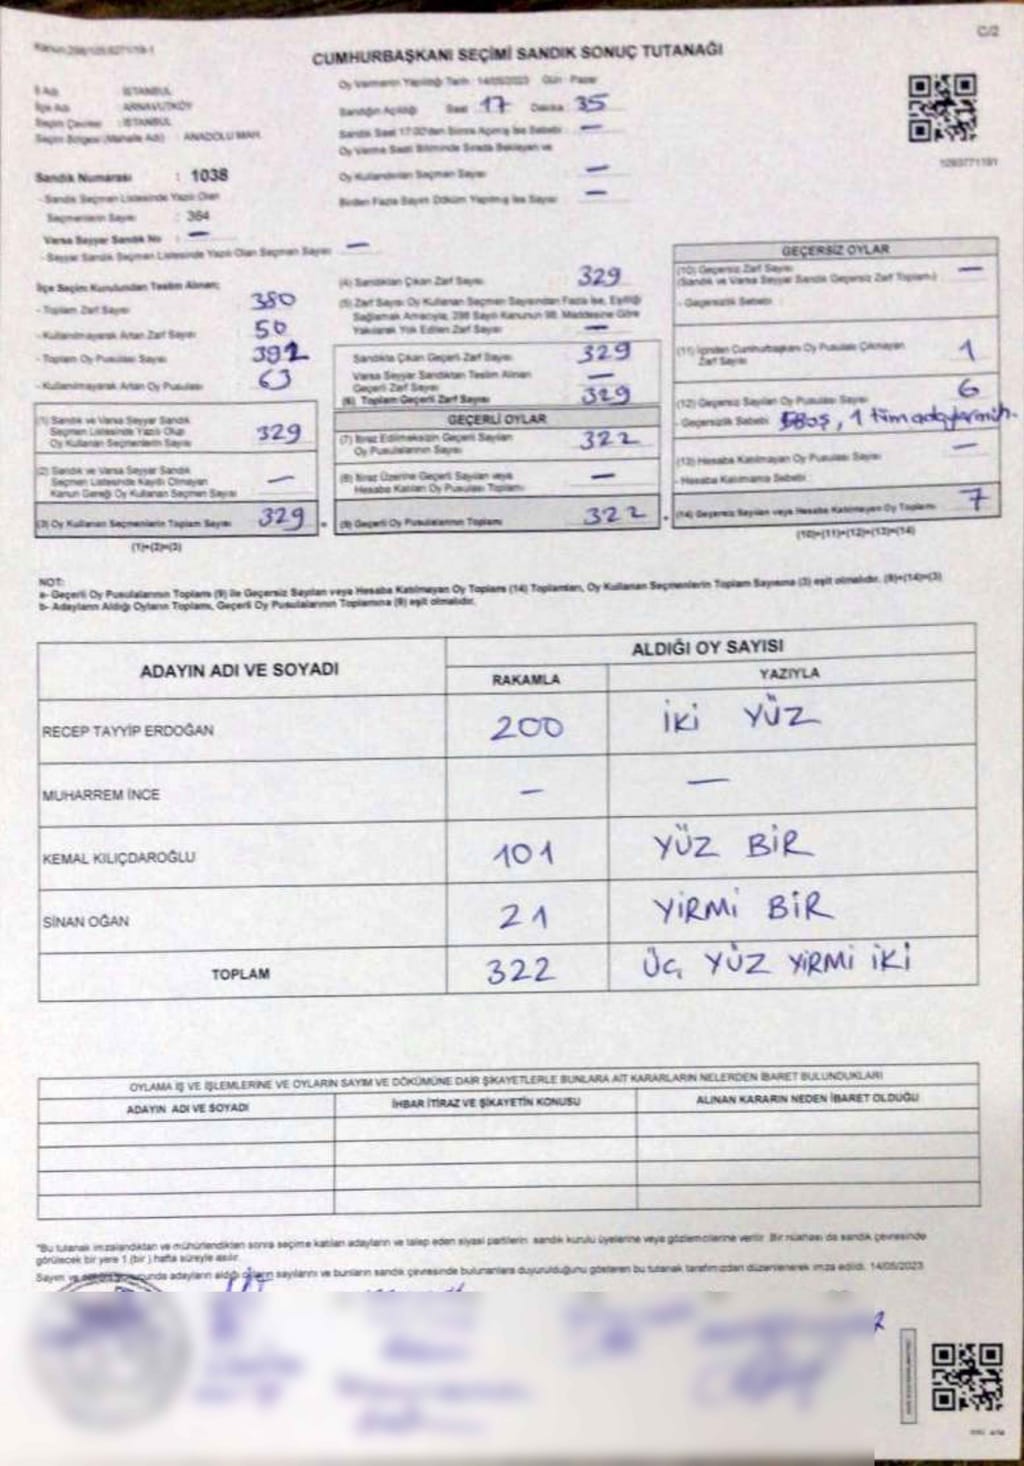 Kanun:298/105,6271/19-1
C/2
CUMHURBAŞKANI SEÇİMİ SANDIK SONUÇ TUTANAĞI
İl Adı : İSTANBUL
İlçe Adı : ARNAVUTKÖY
Seçim Çevresi : İSTANBUL
Seçim Bölgesi (Mahalle Adı) : ANADOLU MAH.
Oy Vermenin Yapıldığı Tarih : 14/05/2023 Gün : Pazar
Sandığın Açıldığı Saat 17 Dakika 35
Sandık Saat 17:00'den Sonra Açılmış İse Sebebi : —
Oy Verme Saati Bitiminde Sırada Bekleyen ve
Oy Kullandırılan Seçmen Sayısı : —
Birden Fazla Sayım Döküm Yapılmış İse Sayısı : —
1093771191
Sandık Numarası : 1038
- Sandık Seçmen Listesinde Yazılı Olan
Seçmenlerin Sayısı : 364
Varsa Seyyar Sandık No : —
- Seyyar Sandık Seçmen Listesinde Yazılı Olan Seçmen Sayısı : —
İlçe Seçim Kurulundan Teslim Alınan;
- Toplam Zarf Sayısı 380
- Kullanılmayarak Artan Zarf Sayısı 50
- Toplam Oy Pusulası Sayısı 392
- Kullanılmayarak Artan Oy Pusulası 63
(1) Sandık ve Varsa Seyyar Sandık
Seçmen Listesinde Yazılı Olup
Oy Kullanan Seçmenlerin Sayısı 329
(2) Sandık ve Varsa Seyyar Sandık
Seçmen Listesinde Kayıtlı Olmayan
Kanun Gereği Oy Kullanan Seçmen Sayısı —
(3) Oy Kullanan Seçmenlerin Toplam Sayısı 329
(1)+(2)=(3)
(4) Sandıktan Çıkan Zarf Sayısı 329
(5) Zarf Sayısı Oy Kullanan Seçmen Sayısından Fazla İse, Eşitliği
Sağlamak Amacıyla, 298 Sayılı Kanunun 98. Maddesine Göre
Yakılarak Yok Edilen Zarf Sayısı —
Sandıkta Çıkan Geçerli Zarf Sayısı 329
Varsa Seyyar Sandıktan Teslim Alınan
Geçerli Zarf Sayısı —
(6) Toplam Geçerli Zarf Sayısı 329
GEÇERLİ OYLAR
(7) İtiraz Edilmeksizin Geçerli Sayılan
Oy Pusulalarının Sayısı 322
(8) İtiraz Üzerine Geçerli Sayılan veya
Hesaba Katılan Oy Pusulası Toplamı —
(9) Geçerli Oy Pusulalarının Toplamı 322
GEÇERSİZ OYLAR
(10) Geçersiz Zarf Sayısı
(Sandık ve Varsa Seyyar Sandık Geçersiz Zarf Toplamı) —
- Geçersizlik Sebebi :
(11) İçinden Cumhurbaşkanı Oy Pusulası Çıkmayan
Zarf Sayısı 1
(12) Geçersiz Sayılan Oy Pusulası Sayısı 6
- Geçersizlik Sebebi 5Boş, 1 tüm
(13) Hesaba Katılmayan Oy Pusulası Sayısı —
- Hesaba Katılmama Sebebi
(14) Geçersiz Sayılan veya Hesaba Katılmayan Oy Toplamı 7
(10)+(11)+(12)+(13)=(14)
NOT:
a- Geçerli Oy Pusulalarının Toplamı (9) ile Geçersiz Sayılan veya Hesaba Katılmayan Oy Toplamı (14) Toplamları, Oy Kullanan Seçmenlerin Toplam Sayısına (3) eşit olmalıdır. (9)+(14)=(3)
b- Adayların Aldığı Oyların Toplamı, Geçerli Oy Pusulalarının Toplamına (9) eşit olmalıdır.
ADAYIN ADI VE SOYADI
ALDIĞI OY SAYISI
RAKAMLA YAZIYLA
RECEP TAYYİP ERDOĞAN 200 İKİ YÜZ
MUHARREM İNCE — —
KEMAL KILIÇDAROĞLU 101 YÜZ BİR
SİNAN OĞAN 21 YİRMİ BİR
TOPLAM 322 ÜÇ YÜZ YİRMİ İKİ
OYLAMA İŞ VE İŞLEMLERİNE VE OYLARIN SAYIM VE DÖKÜMÜNE DAİR ŞİKAYETLERLE BUNLARA AİT KARARLARIN NELERDEN İBARET BULUNDUKLARI
ADAYIN ADI VE SOYADI İHBAR İTİRAZ VE ŞİKAYETİN KONUSU ALINAN KARARIN NEDEN İBARET OLDUĞU
"Bu tutanak imzalandıktan ve mühürlendikten sonra seçime katılan adayların ve talep eden siyasi partilerin sandık kurulu üyelerine veya gözlemcilerine verilir. Bir nüshası da sandık çevresinde
görülecek bir yere 1 (bir) hafta süreyle asılır.
Sayım ve sonucunda adayların aldığı oyların sayılarını ve bunların sandık çevresinde bulunanlara duyurulduğunu gösteren bu tutanak tarafımızdan düzenlenerek imza edildi. 14/05/2023